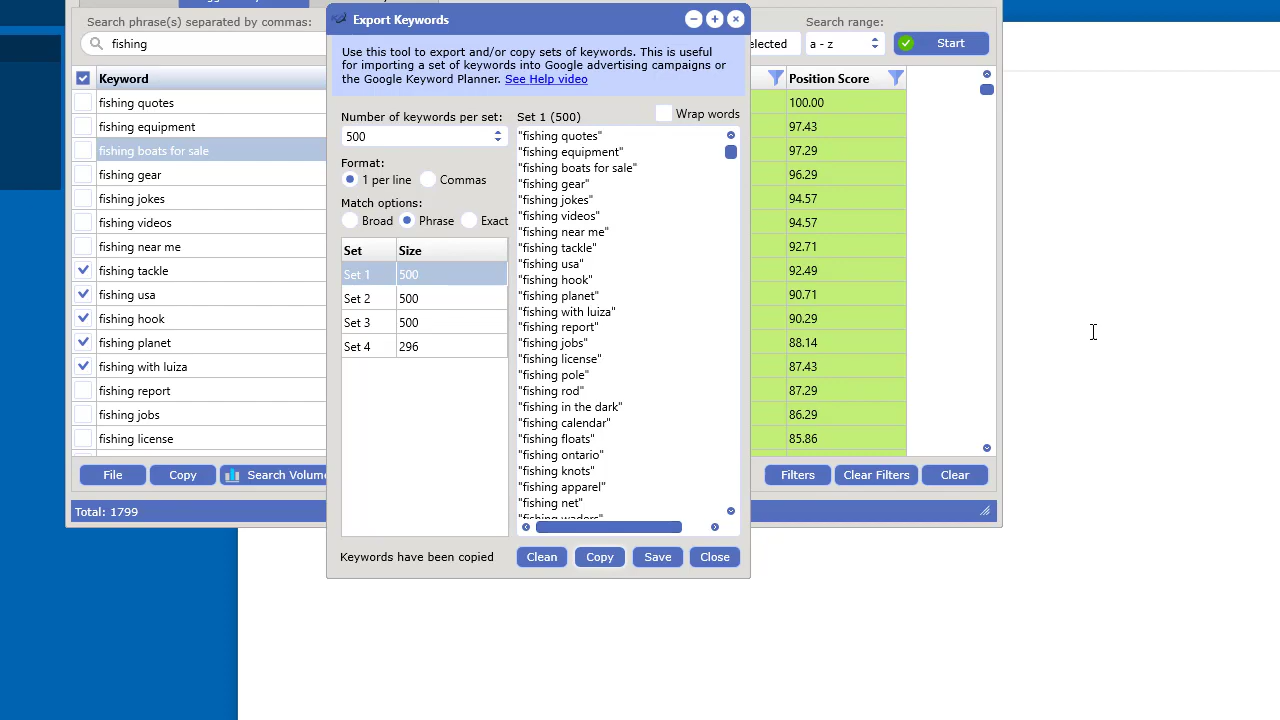 Search phrase(s) separated by commas:
fishing
Search range:
elected
a - z
Start
Keyword
Position Score
fishing quotes
100.00
fishing equipment
97.43
fishing boats for sale
97.29
fishing gear
96.29
fishing jokes
94.57
fishing videos
94.57
fishing near me
92.71
fishing tackle
92.49
fishing usa
90.71
fishing hook
90.29
fishing planet
88.14
fishing with luiza
87.43
fishing report
87.29
fishing jobs
86.29
fishing license
85.86
File
Copy
Search Volume
Filters
Clear Filters
Clear
Total: 1799
Export Keywords
Use this tool to export and/or copy sets of keywords. This is useful
for importing a set of keywords into Google advertising campaigns or
the Google Keyword Planner. See Help video
Number of keywords per set:
500
Format:
1 per line
Commas
Match options:
Broad
Phrase
Exact
Set
Size
Set 1
500
Set 2
500
Set 3
500
Set 4
296
Set 1 (500)
Wrap words
"fishing quotes"
"fishing equipment"
"fishing boats for sale"
"fishing gear"
"fishing jokes"
"fishing videos"
"fishing near me"
"fishing tackle"
"fishing usa"
"fishing hook"
"fishing planet"
"fishing with luiza"
"fishing report"
"fishing jobs"
"fishing license"
"fishing pole"
"fishing rod"
"fishing in the dark"
"fishing calendar"
"fishing floats"
"fishing ontario"
"fishing knots"
"fishing apparel"
"fishing net"
"fishing waders"
Keywords have been copied
Clean
Copy
Save
Close